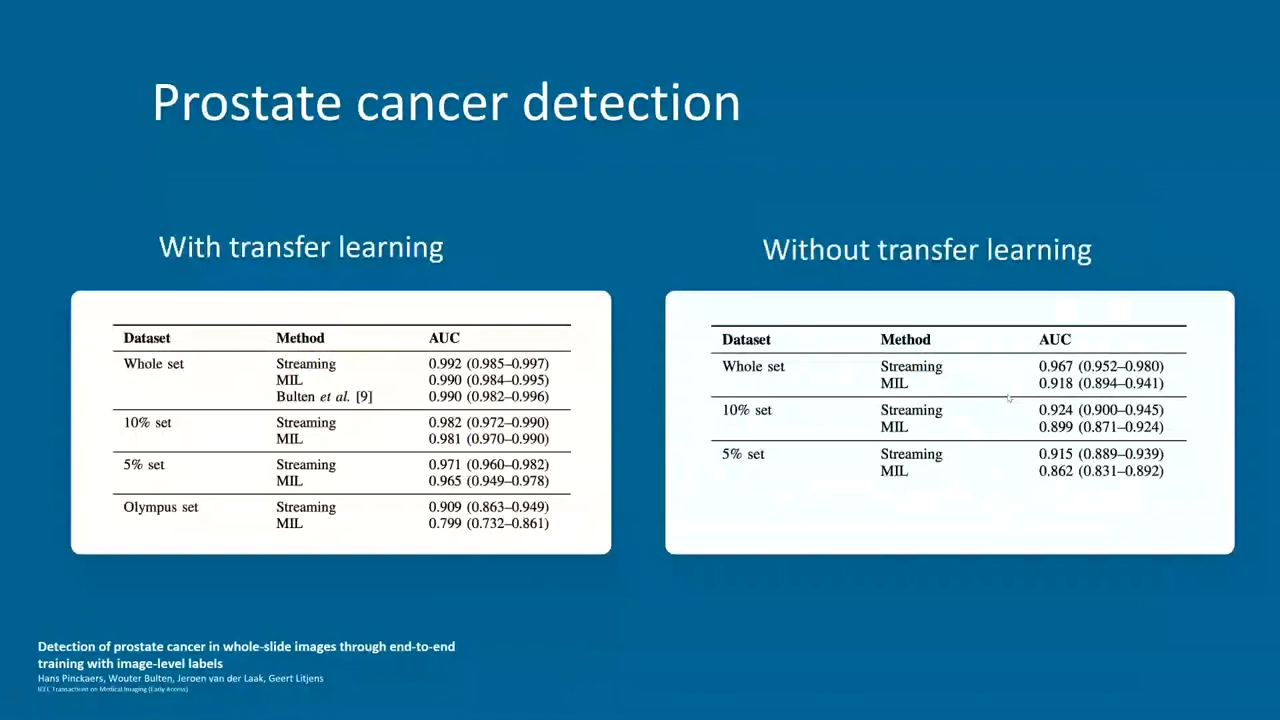 Prostate cancer detection
With transfer learning
Dataset Method AUC
Whole set Streaming 0.992 (0.985–0.997)
MIL 0.990 (0.984–0.995)
Bulten et al. [9] 0.990 (0.982–0.996)
10% set Streaming 0.982 (0.972–0.990)
MIL 0.981 (0.970–0.990)
5% set Streaming 0.971 (0.960–0.982)
MIL 0.965 (0.949–0.978)
Olympus set Streaming 0.909 (0.863–0.949)
MIL 0.799 (0.732–0.861)
Without transfer learning
Dataset Method AUC
Whole set Streaming 0.967 (0.952–0.980)
MIL 0.918 (0.894–0.941)
10% set Streaming 0.924 (0.900–0.945)
MIL 0.899 (0.871–0.924)
5% set Streaming 0.915 (0.889–0.939)
MIL 0.862 (0.831–0.892)
Detection of prostate cancer in whole-slide images through end-to-end
training with image-level labels
Hans Pinckaers, Wouter Bulten, Jeroen van der Laak, Geert Litjens
IEEE Transactions on Medical Imaging (Early Access)